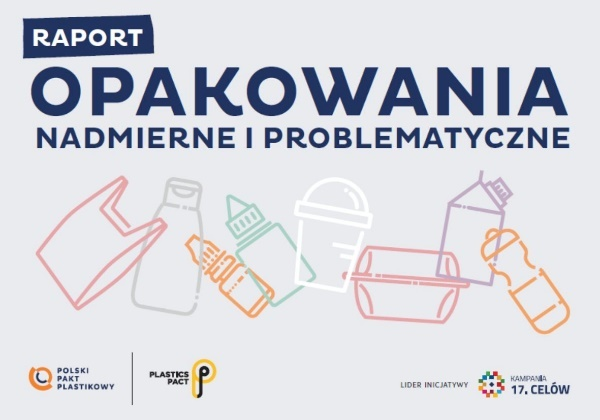 RAPORT
OPAKOWANIA
NADMIERNE I PROBLEMATYCZNE
POLSKI
PAKT
PLASTIKOWY
PLASTICS
PACT
LIDER INICJATYWY
KAMPANIA
17. CELÓW